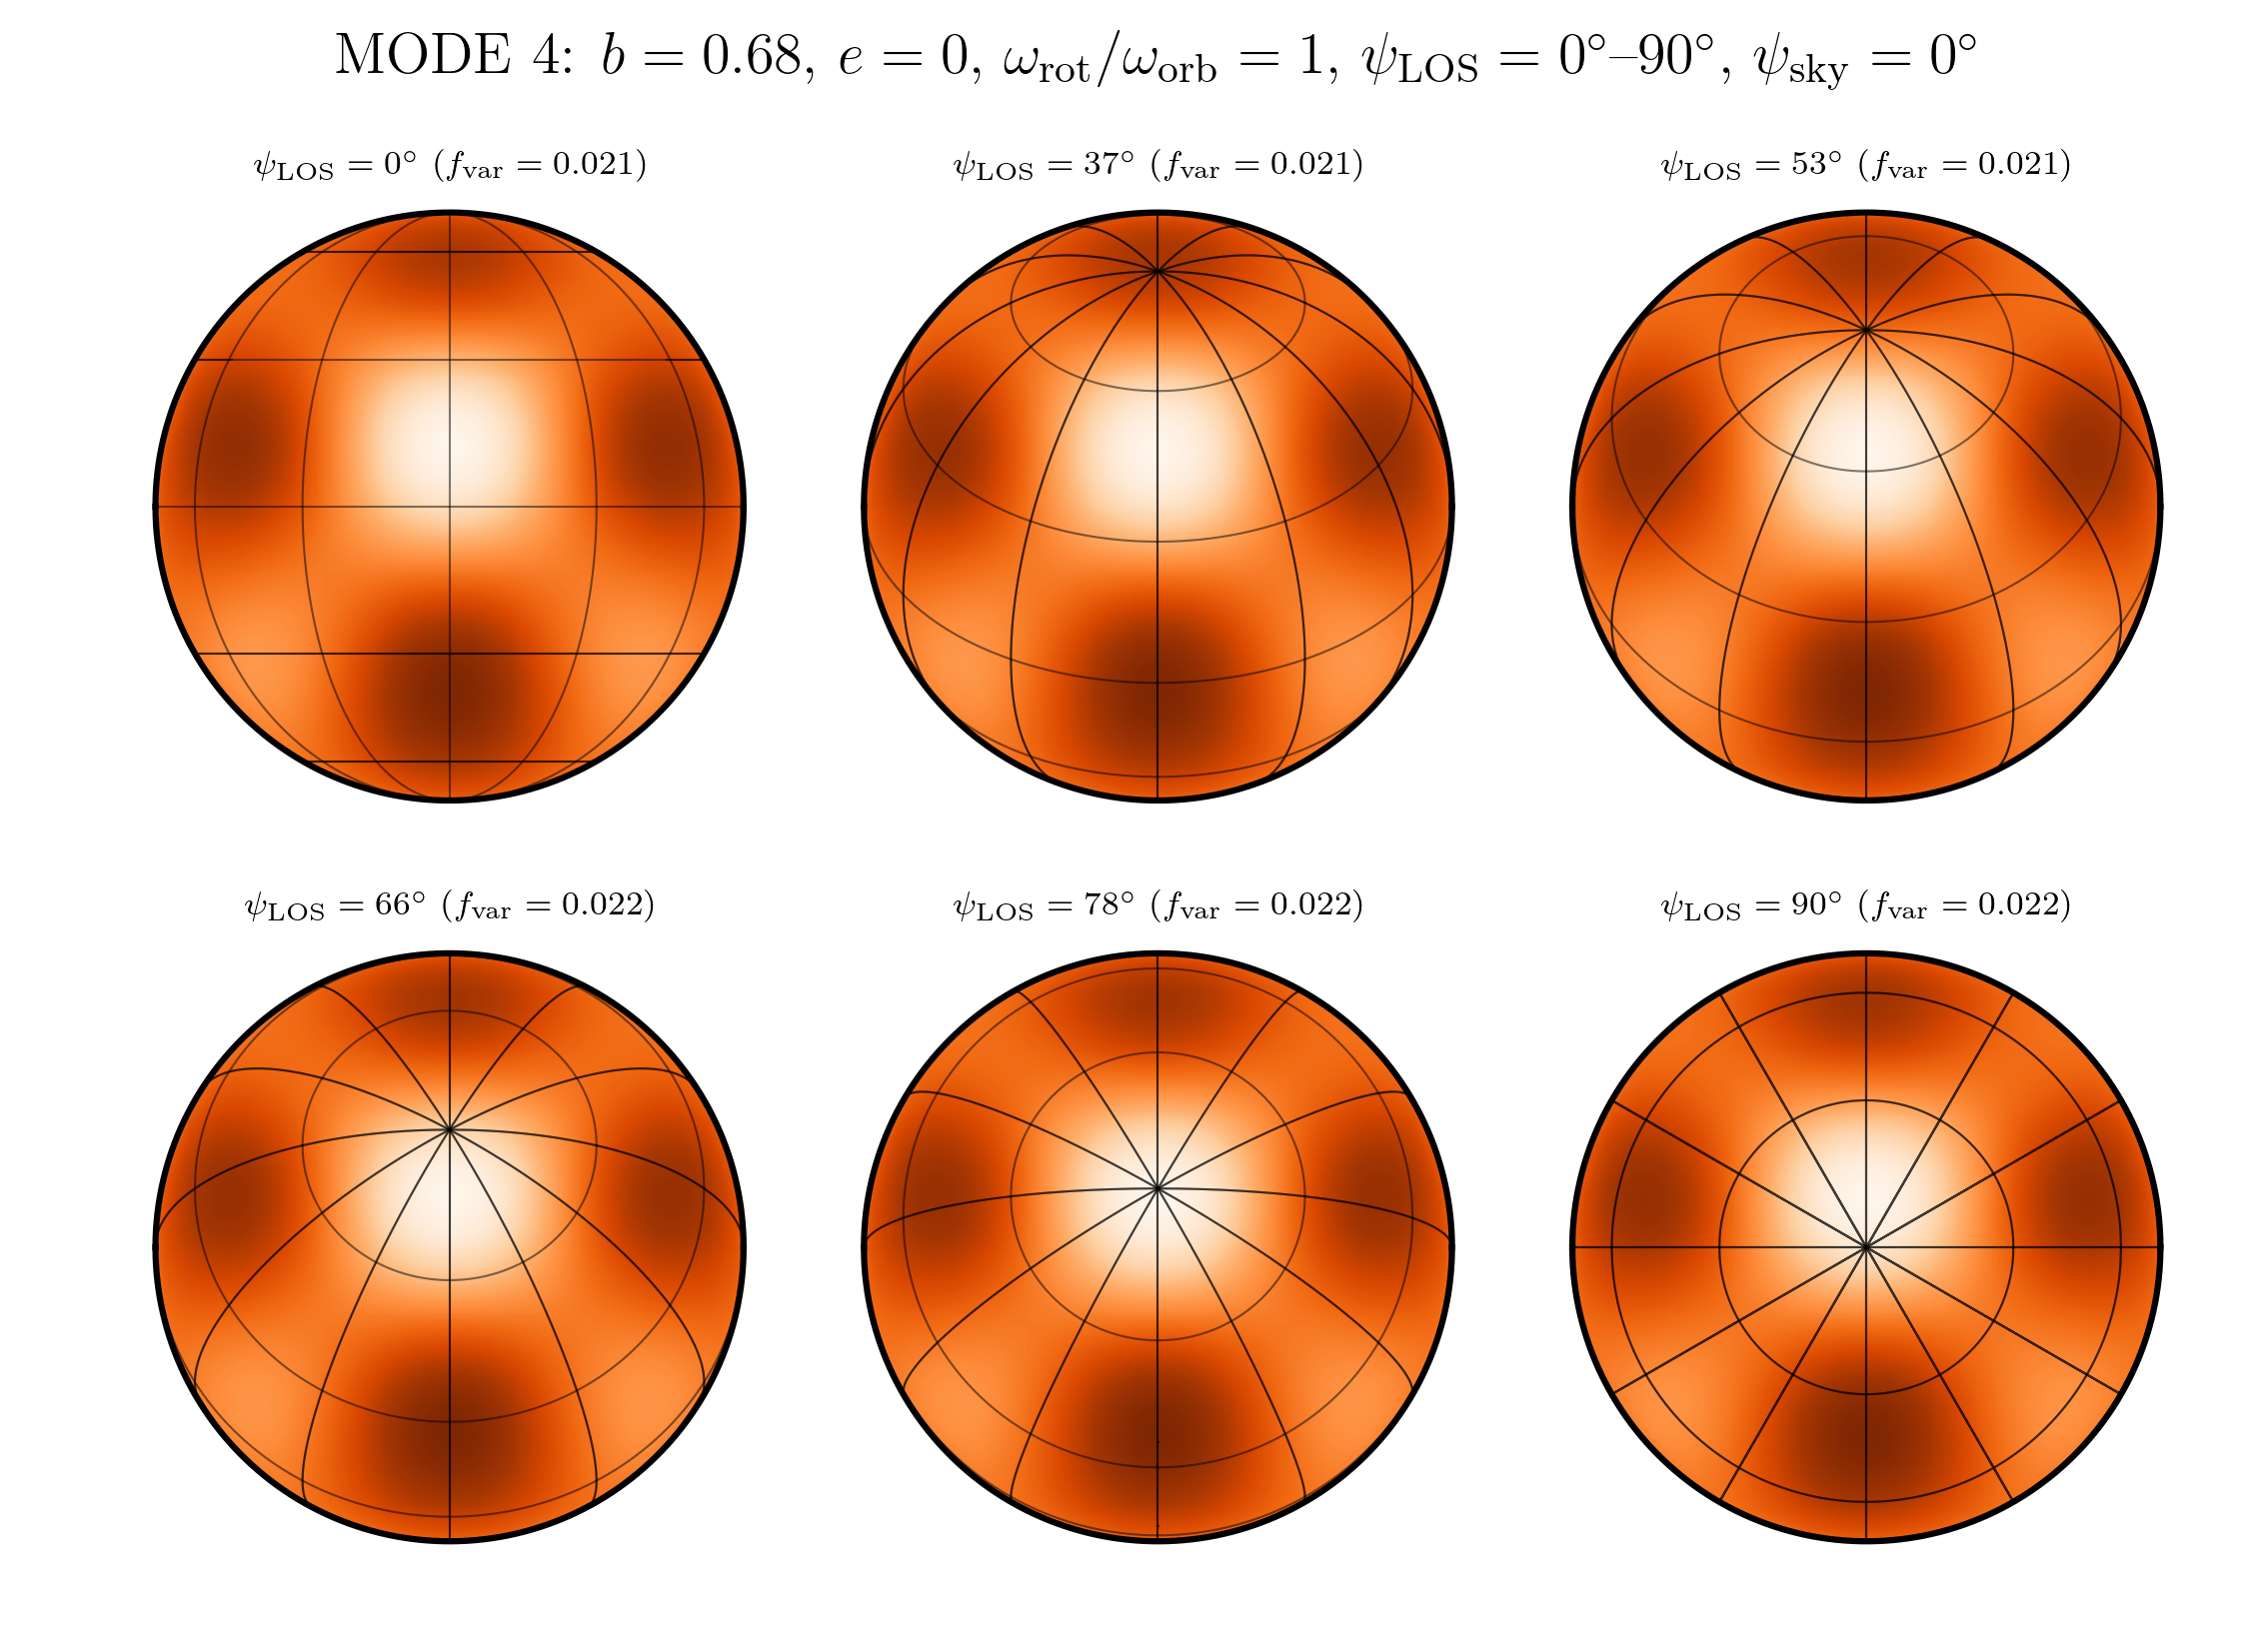 MODE 4: b = 0.68, e = 0, ω_rot/ω_orb = 1, ψ_LOS = 0°–90°, ψ_sky = 0°
ψ_LOS = 0° (f_var = 0.021)
ψ_LOS = 37° (f_var = 0.021)
ψ_LOS = 53° (f_var = 0.021)
ψ_LOS = 66° (f_var = 0.022)
ψ_LOS = 78° (f_var = 0.022)
ψ_LOS = 90° (f_var = 0.022)